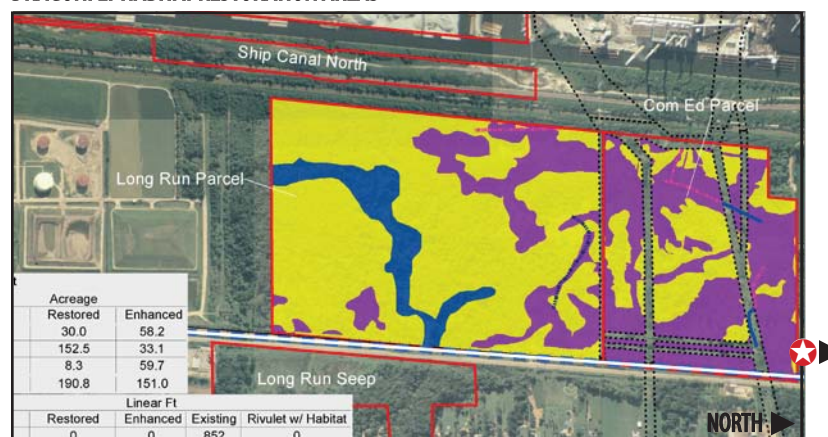 Ship Canal North
Com Ed Parcel
Long Run Parcel
t
Acreage
Restored Enhanced
30.0 58.2
152.5 33.1
8.3 59.7
190.8 151.0
Linear Ft
Restored Enhanced Existing Rivulet w/ Habitat
0 0 852 0
Long Run Seep
NORTH